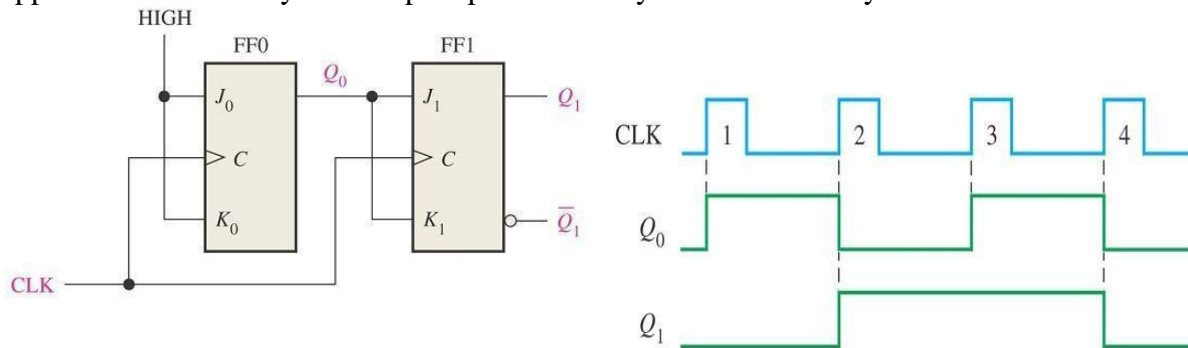 HIGH
FF0
FF1
Q₀
J₀
J₁
Q₁
C
C
K₀
K₁
Q̅₁
CLK
CLK
1
2
3
4
Q₀
Q₁